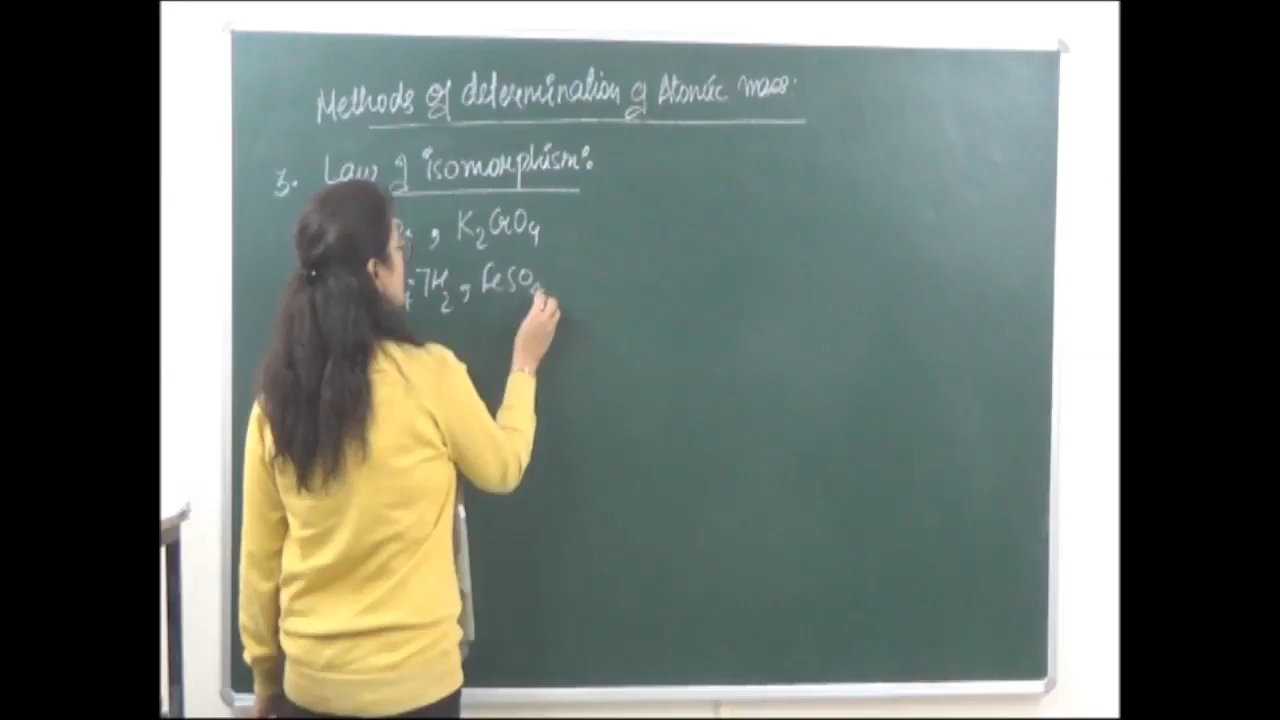 Methods of determination of Atomic mass.
3. Law of isomorphism:
, K2CrO4
.7H2, FeSO4